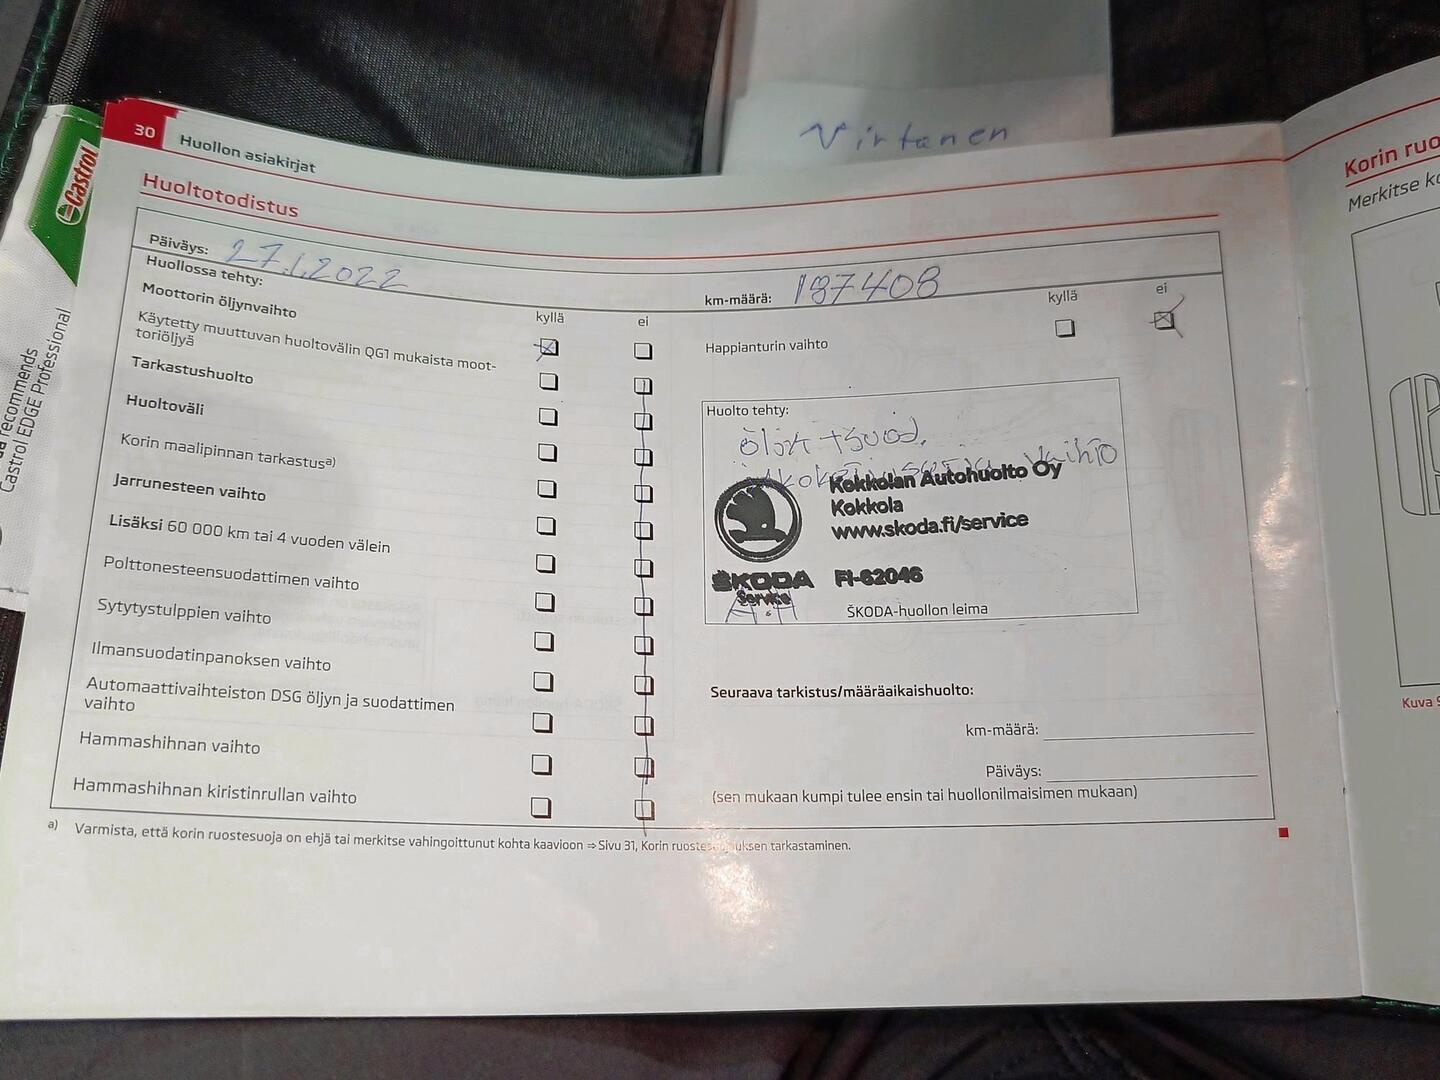 Virtanen
Castrol
recommends
Castrol EDGE Professional
30
Huollon asiakirjat
Huoltotodistus
Päiväys: 27.1.2022
km-määrä: 187408
Huollossa tehty:
kyllä
ei
Moottorin öljynvaihto
Käytetty muuttuvan huoltovälin QG1 mukaista moot-
toriöljyä
Tarkastushuolto
Huoltoväli
Korin maalipinnan tarkastusa)
Jarrunesteen vaihto
Lisäksi 60 000 km tai 4 vuoden välein
Polttonesteensuodattimen vaihto
Sytytystulppien vaihto
Ilmansuodatinpanoksen vaihto
Automaattivaihteiston DSG öljyn ja suodattimen
vaihto
Hammashihnan vaihto
Hammashihnan kiristinrullan vaihto
kyllä
ei
Happianturin vaihto
Huolto tehty:
öljyt +suod.
vaihto
Kokkolan Autohuolto Oy
Kokkola
www.skoda.fi/service
ŠKODA FI-62046
Service
ŠKODA-huollon leima
Seuraava tarkistus/määräaikaishuolto:
km-määrä:
Päiväys:
(sen mukaan kumpi tulee ensin tai huollonilmaisimen mukaan)
a) Varmista, että korin ruostesuoja on ehjä tai merkitse vahingoittunut kohta kaavioon ⇒ Sivu 31, Korin ruostesuojauksen tarkastaminen.
Korin ruo
Merkitse ko
Kuva 9